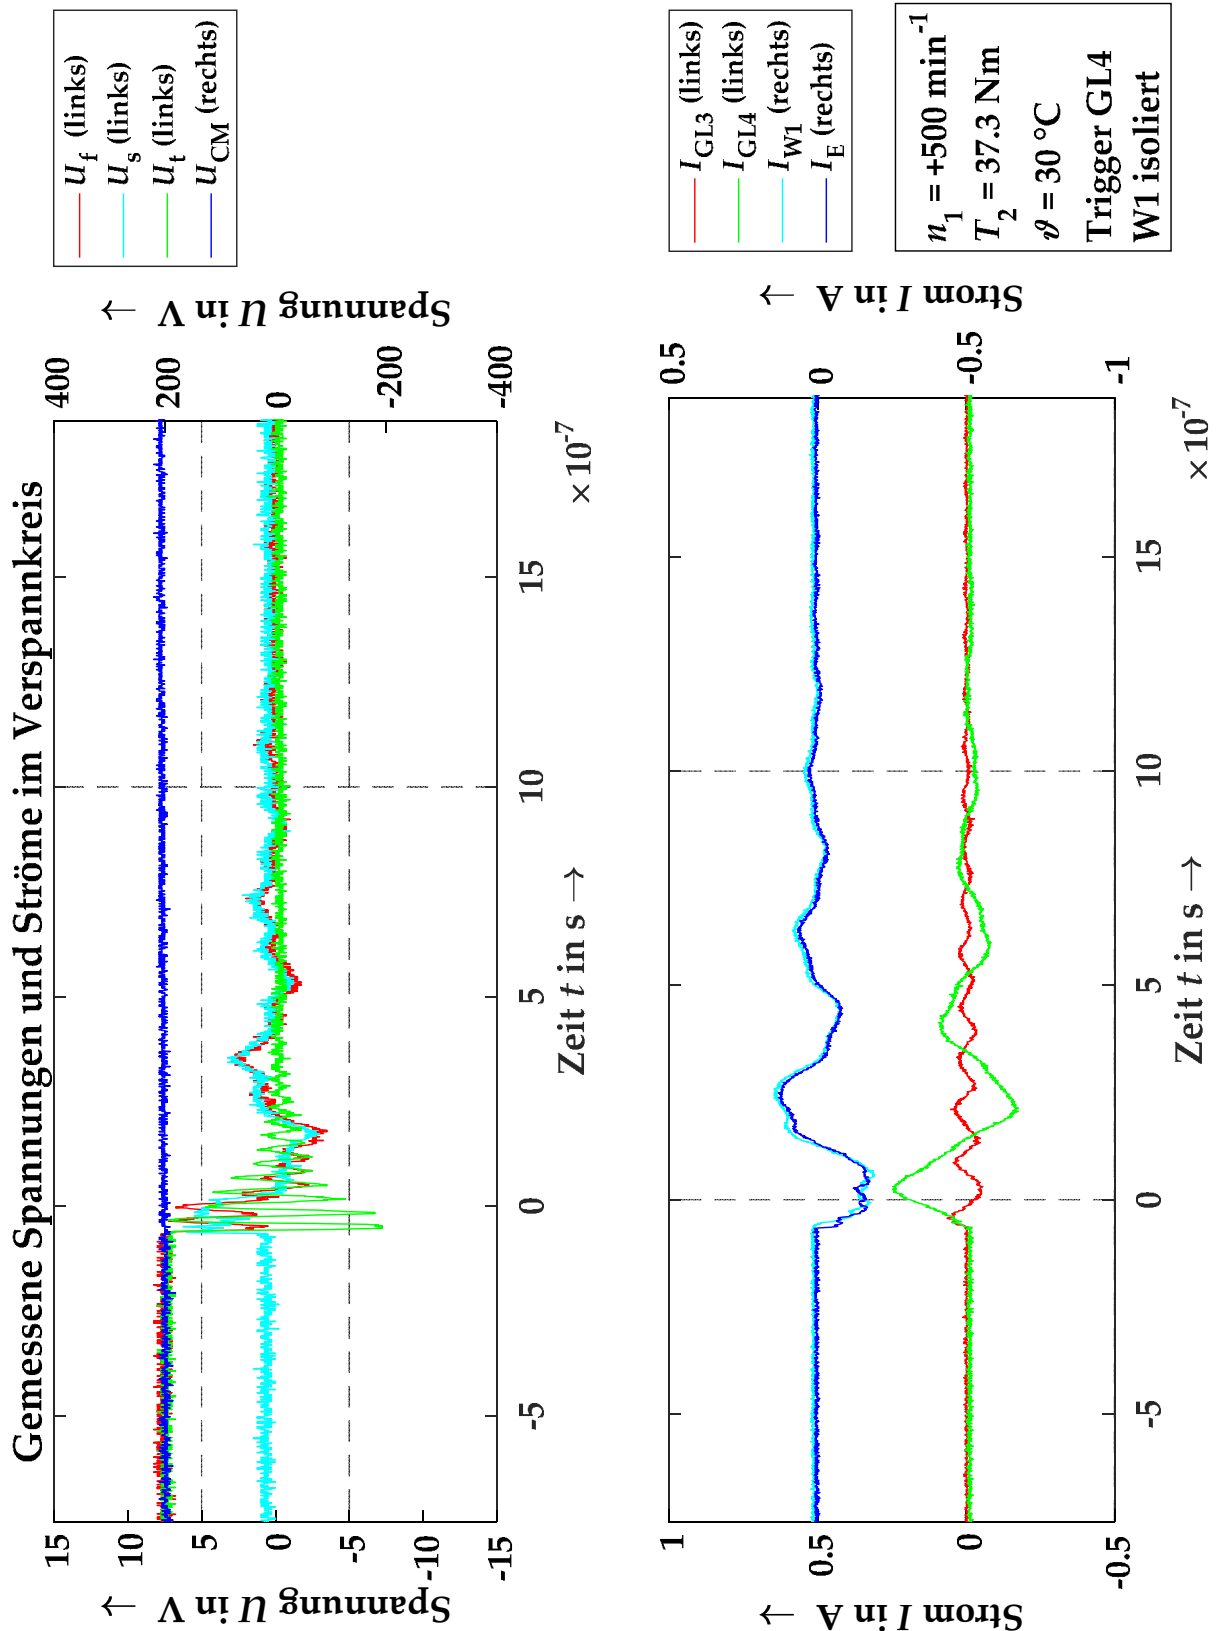 Gemessene Spannungen und Ströme im Verspannkreis
Spannung U in V →
15
10
5
0
-5
-10
-15
-5
0
5
10
15
×10⁻⁷
Zeit t in s →
400
200
0
-200
-400
Spannung U in V →
u_f (links)
u_s (links)
u_t (links)
u_CM (rechts)
Strom I in A →
1
0.5
0
-0.5
-5
0
5
10
15
×10⁻⁷
Zeit t in s →
0.5
0
-0.5
-1
Strom I in A →
I_GL3 (links)
I_GL4 (links)
I_W1 (rechts)
I_E (rechts)
n₁ = +500 min⁻¹
T₂ = 37.3 Nm
ϑ = 30 °C
Trigger GL4
W1 isoliert